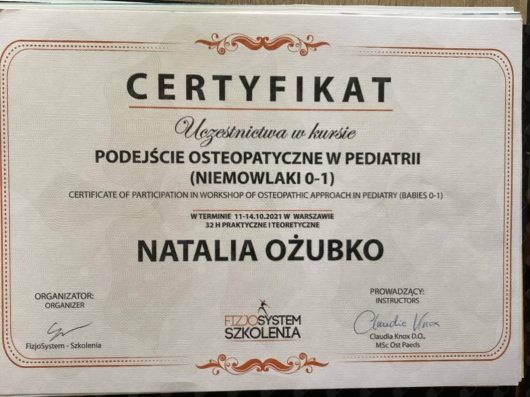 CERTYFIKAT
Uczestnictwa w kursie
PODEJŚCIE OSTEOPATYCZNE W PEDIATRII
(NIEMOWLAKI 0-1)
CERTIFICATE OF PARTICIPATION IN WORKSHOP OF OSTEOPATHIC APPROACH IN PEDIATRY (BABIES 0-1)
W TERMINIE 11-14.10.2021 W WARSZAWIE
32 H PRAKTYCZNE I TEORETYCZNE
NATALIA OŻUBKO
ORGANIZATOR:
ORGANIZER
FizjoSystem - Szkolenia
FIZJOSYSTEM
SZKOLENIA
PROWADZĄCY:
INSTRUCTORS
Claudia Knox
Claudia Knox D.O.,
MSc Ost Paeds